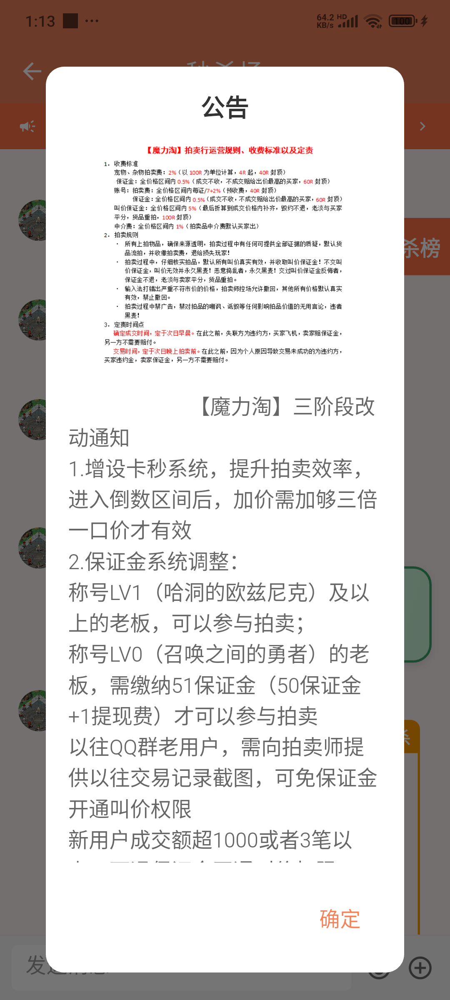 1:13
64.2 KB/s HD 100
公告
【魔力淘】拍卖行运营规则、收费标准以及定责
1. 收费标准
宠物、杂物拍卖费：2%（以 100R 为单位计算，4R 起，40R 封顶）
保证金：全价格区间内 0.5%（成交不收，不成交赔给出价最高的买家，60R 封顶）
账号：拍卖费：全价格区间内每证/7+2%（预收费，40R 封顶）
保证金：全价格区间内 0.5%（成交不收，不成交赔给出价最高的买家，60R 封顶）
叫价保证金：全价格区间内 5%（最后折算到成交价格内补齐，毁约不退，老淡与买家
平分，货品重拍，100R 封顶）
中介费：全价格区间内 1%（拍卖品中介费默认买家出）
2. 拍卖规则
· 所有上拍物品，确保来源透明，拍卖过程中有任何可提供全部证据的质疑，默认货
品流拍，并收缴拍卖费，退给损失玩家！
· 拍卖过程中，仔细核实拍品，默认所有叫价真实有效，并收取叫价保证金！不交叫
价保证金，叫价无效并永久黑麦！恶意捣乱者，永久黑麦！交过叫价保证金反悔者，
保证金不退，老淡与卖家平分，货品重拍。
· 输入法打错出严重不符市价的价格，拍卖师控场允许撤回，其他所有价格默认真实
有效，禁止撤回。
· 拍卖过程中禁广告，禁对拍品的嘲讽、诋毁等任何影响拍品价值的无用言论，违者
黑麦！
3. 定责时间点
确定成交时间，定于次日早晨。在此之前，失联方为违约方，买家飞机，卖家赔保证金，
另一方不需要赔付。
交易时间，定于次日晚上拍卖前。在此之前，因为个人原因导致交易未成功的为违约方，
买家违约金，卖家保证金，另一方不需要赔付。
杀榜
【魔力淘】三阶段改
动通知
1.增设卡秒系统，提升拍卖效率，
进入倒数区间后，加价需加够三倍
一口价才有效
2.保证金系统调整：
称号LV1（哈洞的欧兹尼克）及以
上的老板，可以参与拍卖；
称号LV0（召唤之间的勇者）的老
板，需缴纳51保证金（50保证金
+1提现费）才可以参与拍卖
以往QQ群老用户，需向拍卖师提
供以往交易记录截图，可免保证金
开通叫价权限
新用户成交额超1000或者3笔以
确定